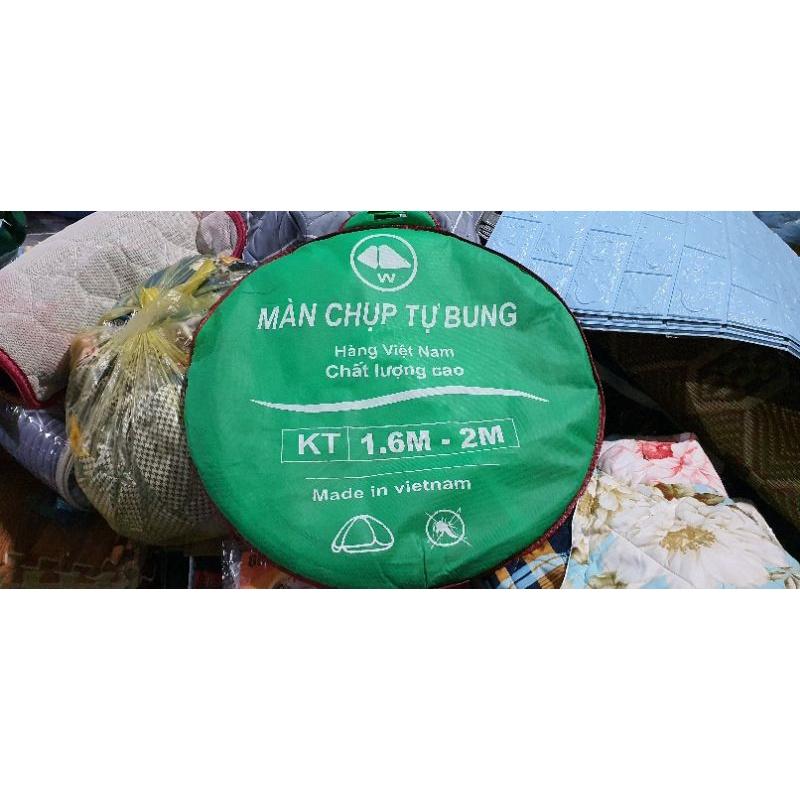 W
MÀN CHỤP TỰ BUNG
Hàng Việt Nam
Chất lượng cao
KT 1.6M - 2M
Made in vietnam